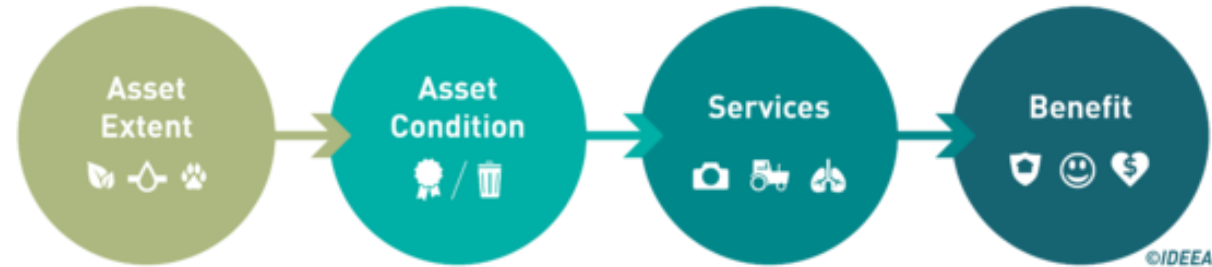 Asset
Extent
Asset
Condition
Services
Benefit
$
©IDEEA